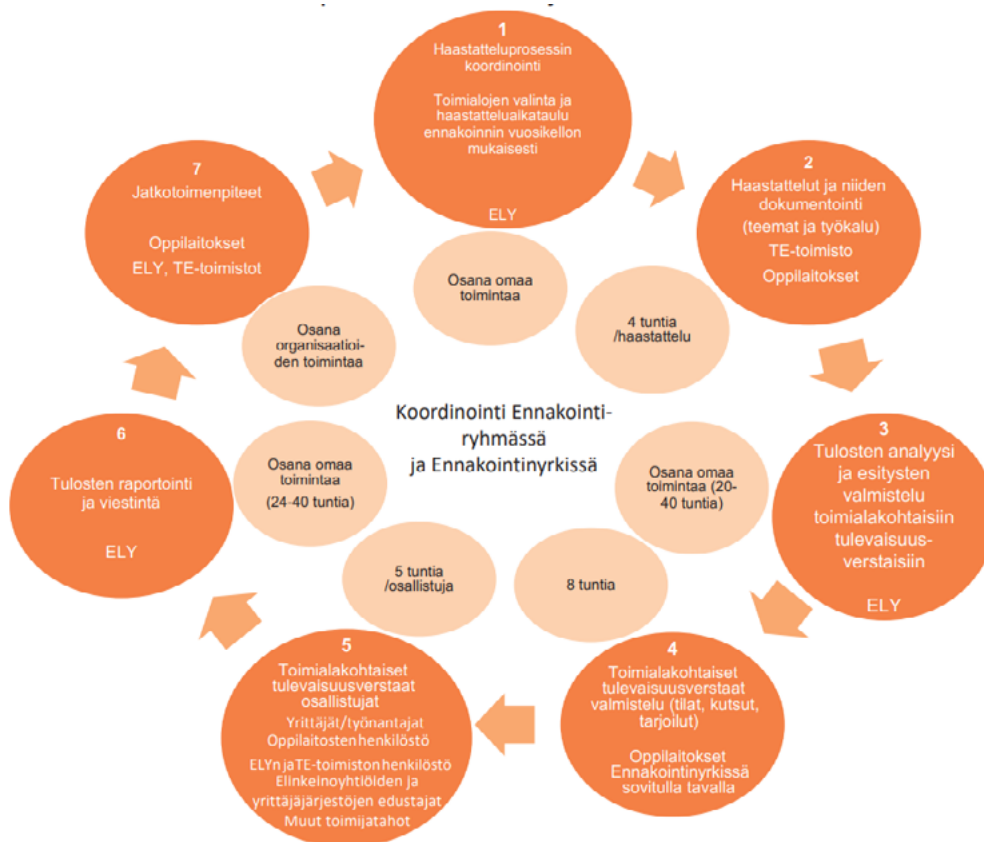 1
Haastatteluprosessin
koordinointi
Toimialojen valinta ja
haastatteluaikataulu
ennakoinnin vuosikellon
mukaisesti
ELY
Osana omaa
toimintaa
2
Haastattelut ja niiden
dokumentointi
(teemat ja työkalu)
TE-toimisto
Oppilaitokset
4 tuntia
/haastattelu
3
Tulosten analyysi
ja esitysten
valmistelu
toimialakohtaisiin
tulevaisuus-
verstaisiin
ELY
Osana omaa
toimintaa (20-
40 tuntia)
4
Toimialakohtaiset
tulevaisuusverstaat
valmistelu (tilat, kutsut,
tarjoilut)
Oppilaitokset
Ennakointinyrkissä
sovitulla tavalla
8 tuntia
5
Toimialakohtaiset
tulevaisuusverstaat
osallistujat
Yrittäjät/työnantajat
Oppilaitosten henkilöstö
ELYn ja TE-toimiston henkilöstö
Elinkeinoyhtiöiden ja
yrittäjäjärjestöjen edustajat
Muut toimijatahot
5 tuntia
/osallistuja
6
Tulosten raportointi
ja viestintä
ELY
Osana omaa
toimintaa
(24-40 tuntia)
7
Jatkotoimenpiteet
Oppilaitokset
ELY, TE-toimistot
Osana
organisaatioi-
den toimintaa
Koordinointi Ennakointi-
ryhmässä
ja Ennakointinyrkissä